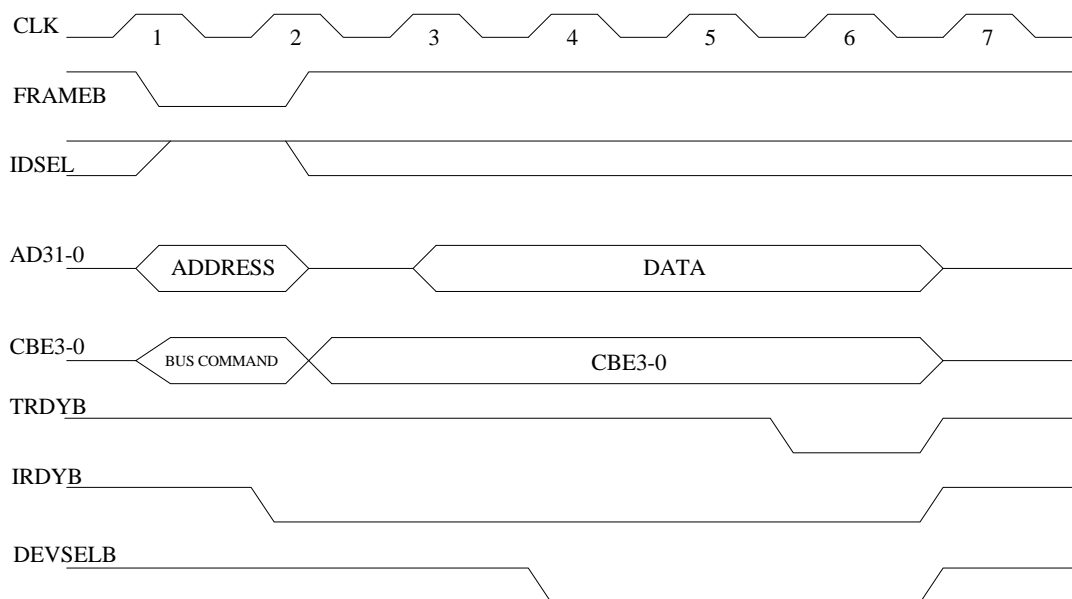 CLK
1 2 3 4 5 6 7
FRAMEB
IDSEL
AD31-0 ADDRESS DATA
CBE3-0 BUS COMMAND CBE3-0
TRDYB
IRDYB
DEVSELB